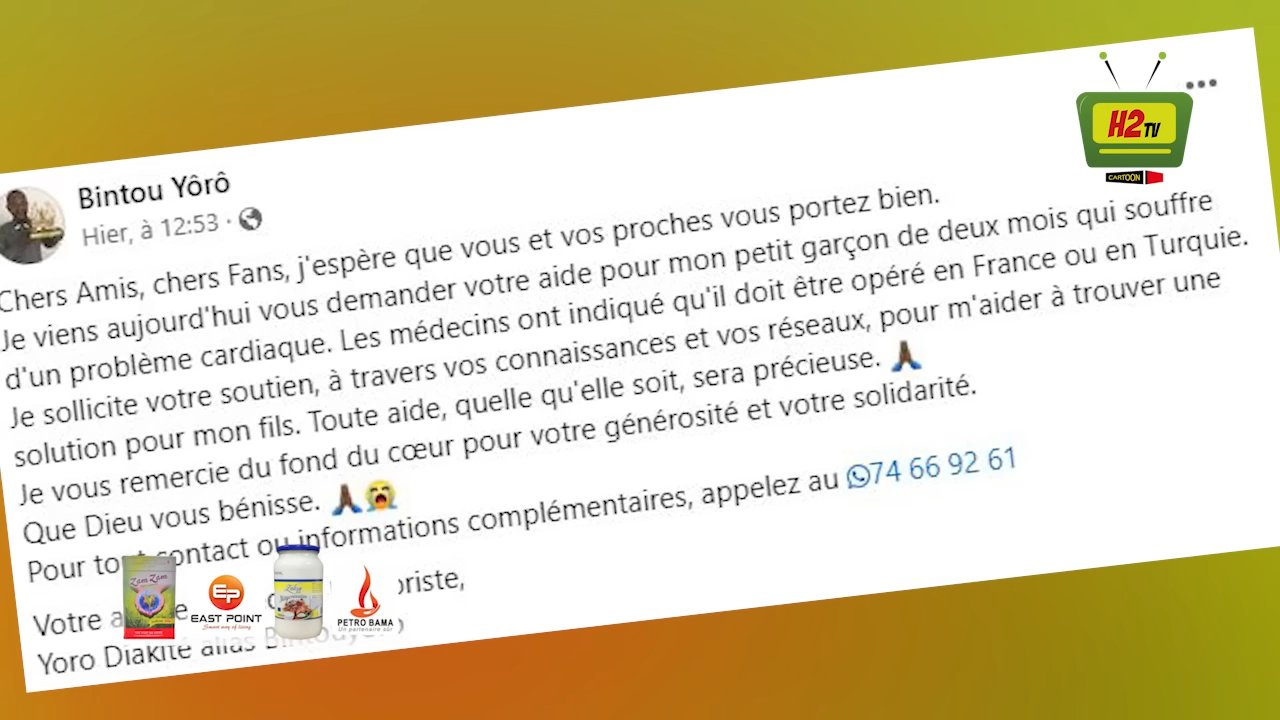 Bintou Yôrô
Hier, à 12:53 ·
Chers Amis, chers Fans, j'espère que vous et vos proches vous portez bien.
Je viens aujourd'hui vous demander votre aide pour mon petit garçon de deux mois qui souffre
d'un problème cardiaque. Les médecins ont indiqué qu'il doit être opéré en France ou en Turquie.
Je sollicite votre soutien, à travers vos connaissances et vos réseaux, pour m'aider à trouver une
solution pour mon fils. Toute aide, quelle qu'elle soit, sera précieuse. 🙏🏿
Je vous remercie du fond du cœur pour votre générosité et votre solidarité.
Que Dieu vous bénisse. 🙏🏿😭
Pour tout contact ou informations complémentaires, appelez au 74 66 92 61
Votre
Yoro Diakité alias
H2 TV
CARTOON
Zam Zam
EP
EAST POINT
PETRO BAMA
Un partenaire sûr